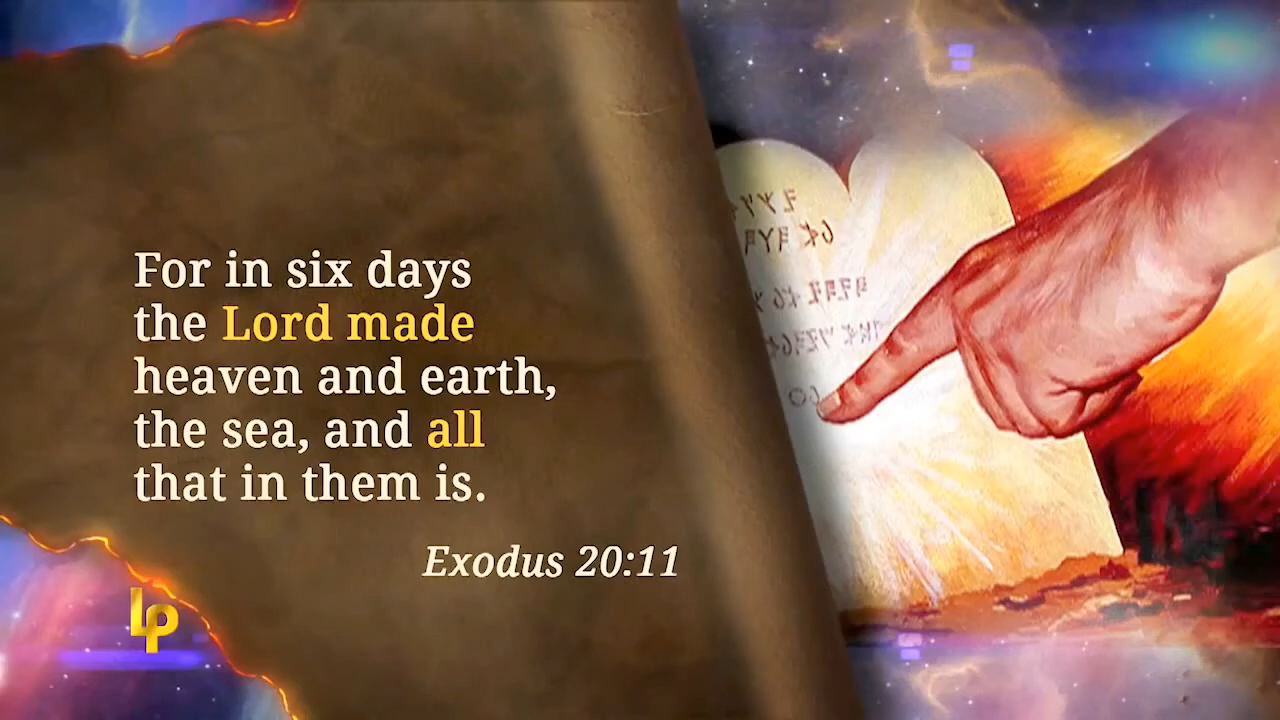 For in six days
the Lord made
heaven and earth,
the sea, and all
that in them is.
Exodus 20:11
LP